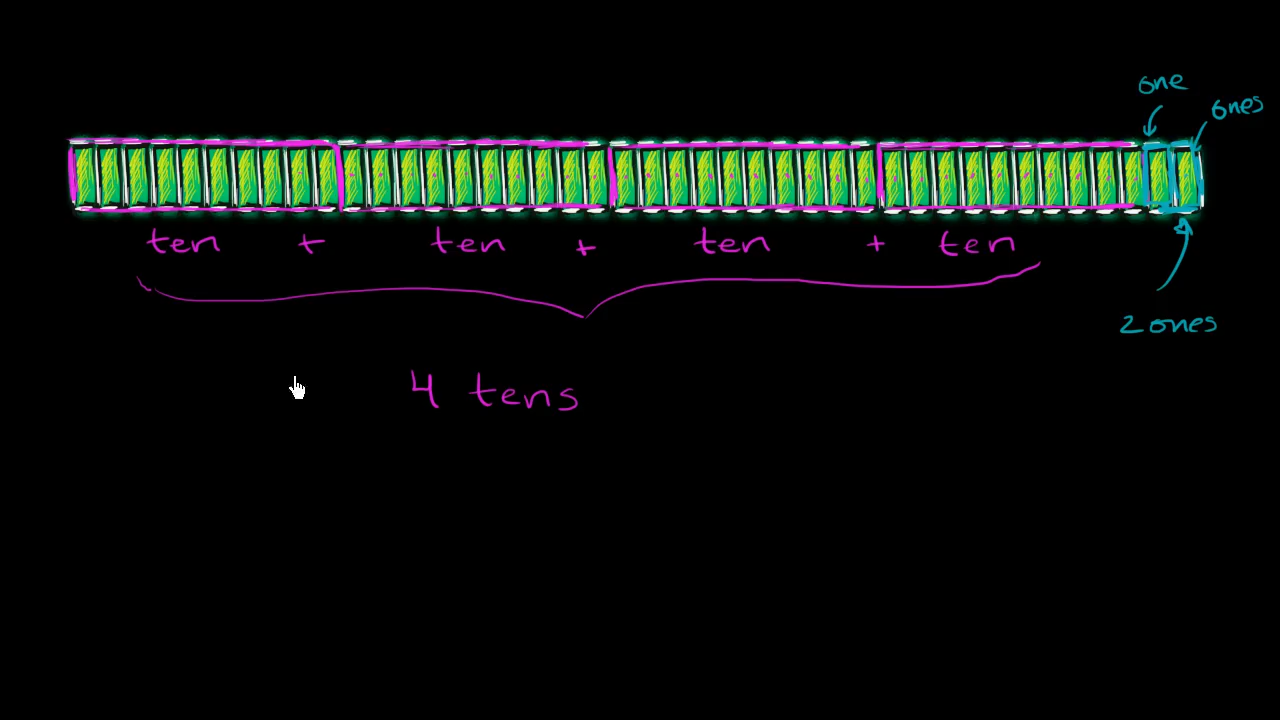 one
ones
ten + ten + ten + ten
2 ones
4 tens